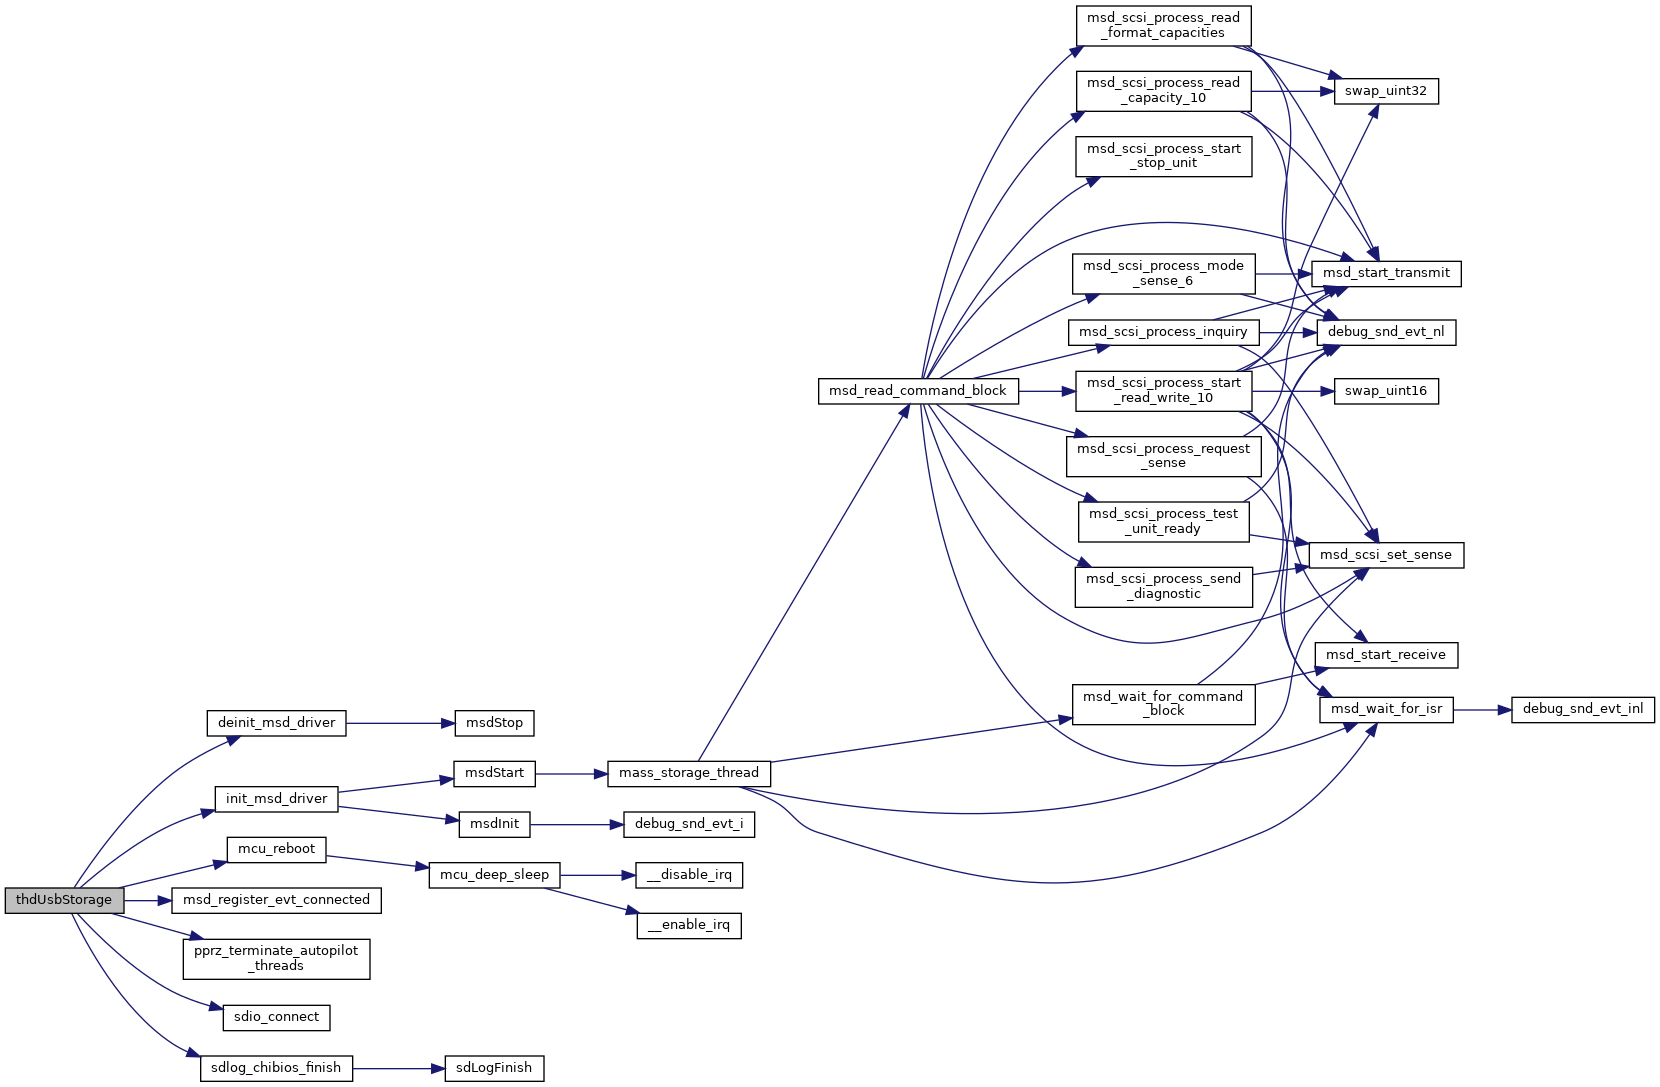 msd_scsi_process_read
_format_capacities
msd_scsi_process_read
_capacity_10
swap_uint32
msd_scsi_process_start
_stop_unit
msd_scsi_process_mode
_sense_6
msd_start_transmit
msd_scsi_process_inquiry
debug_snd_evt_nl
msd_read_command_block
msd_scsi_process_start
_read_write_10
swap_uint16
msd_scsi_process_request
_sense
msd_scsi_process_test
_unit_ready
msd_scsi_set_sense
msd_scsi_process_send
_diagnostic
msd_start_receive
msd_wait_for_command
_block
msd_wait_for_isr
debug_snd_evt_inl
deinit_msd_driver
msdStop
msdStart
mass_storage_thread
init_msd_driver
msdInit
debug_snd_evt_i
mcu_reboot
mcu_deep_sleep
__disable_irq
thdUsbStorage
msd_register_evt_connected
__enable_irq
pprz_terminate_autopilot
_threads
sdio_connect
sdlog_chibios_finish
sdLogFinish